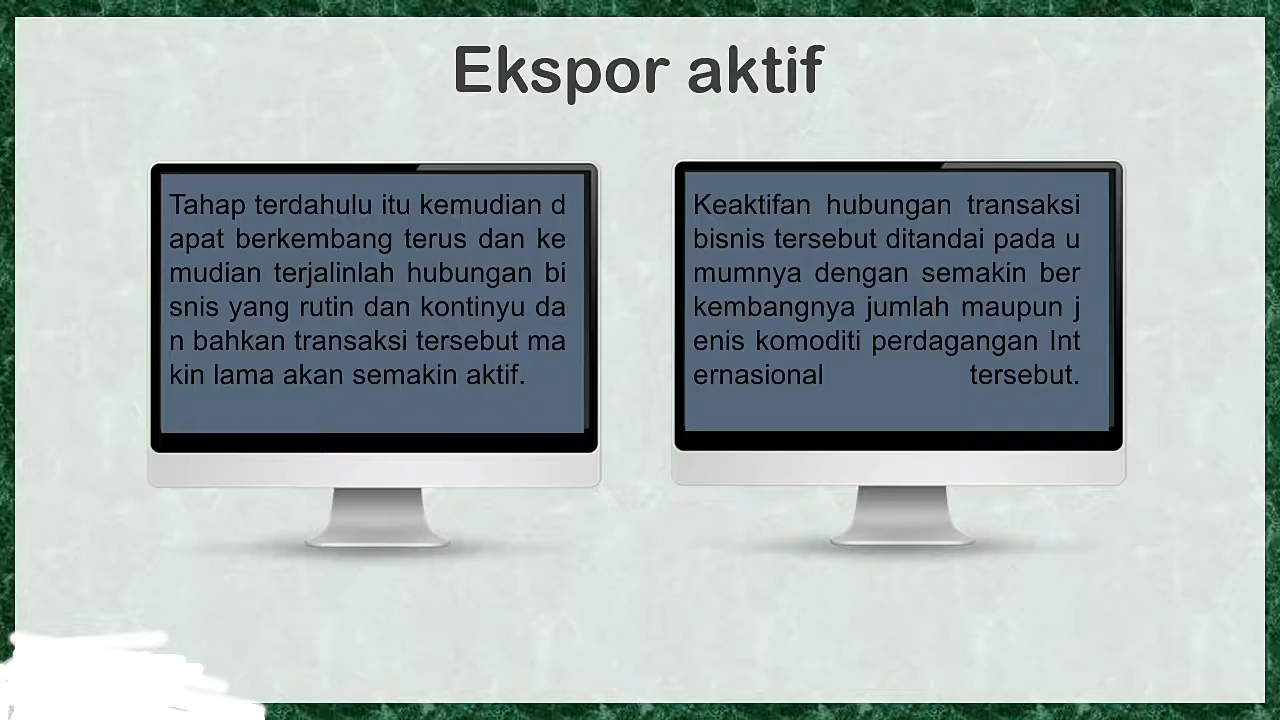 Ekspor aktif
Tahap terdahulu itu kemudian d
apat berkembang terus dan ke
mudian terjalinlah hubungan bi
snis yang rutin dan kontinyu da
n bahkan transaksi tersebut ma
kin lama akan semakin aktif.
Keaktifan hubungan transaksi
bisnis tersebut ditandai pada u
mumnya dengan semakin ber
kembangnya jumlah maupun j
enis komoditi perdagangan Int
ernasional tersebut.